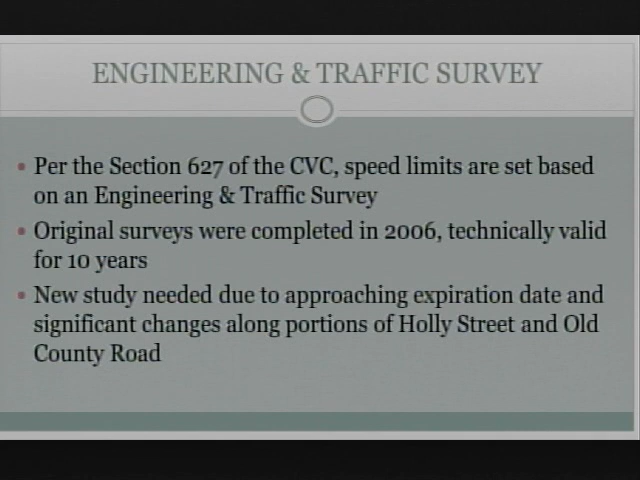 ENGINEERING & TRAFFIC SURVEY
• Per the Section 627 of the CVC, speed limits are set based
on an Engineering & Traffic Survey
• Original surveys were completed in 2006, technically valid
for 10 years
• New study needed due to approaching expiration date and
significant changes along portions of Holly Street and Old
County Road